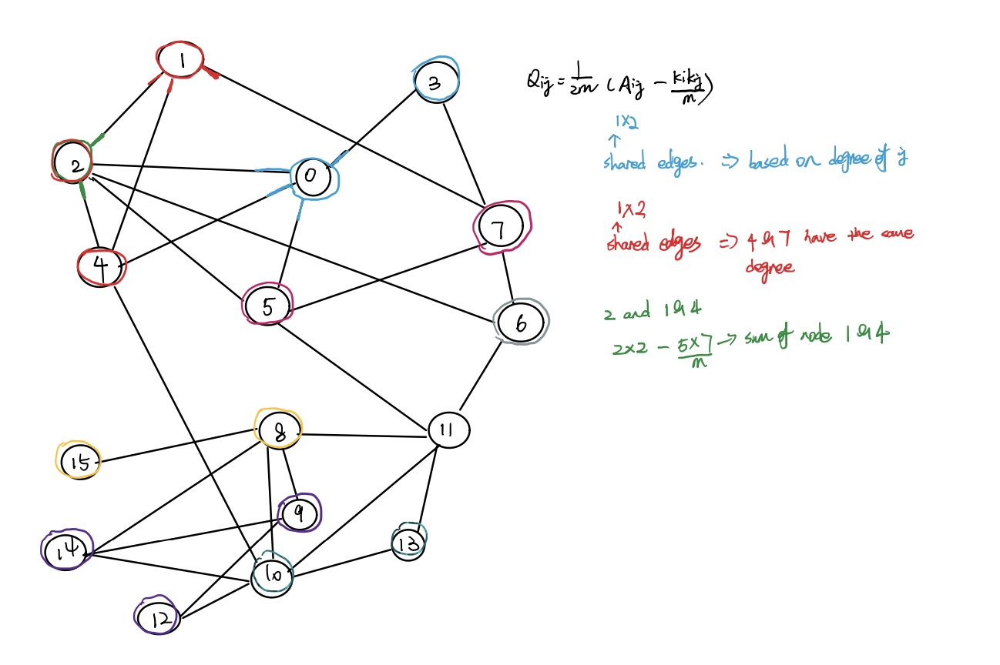 1
3
Qij = 1/2m (Aij - kikj/m)
1x2
↑
shared edges. => based on degree of j
2
0
1x2
↑
shared edges => 4 & 7 have the same
degree
7
4
5
6
2 and 1 & 4
2x2 - 5x7/m -> sum of node 1 & 4
8
11
15
9
14
13
10
12